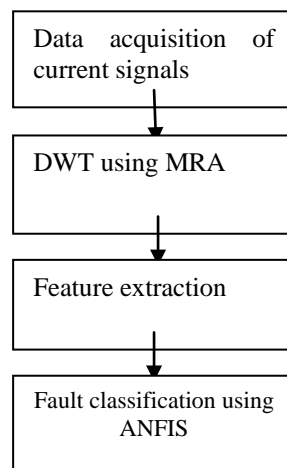 Data acquisition of
current signals
DWT using MRA
Feature extraction
Fault classification using
ANFIS